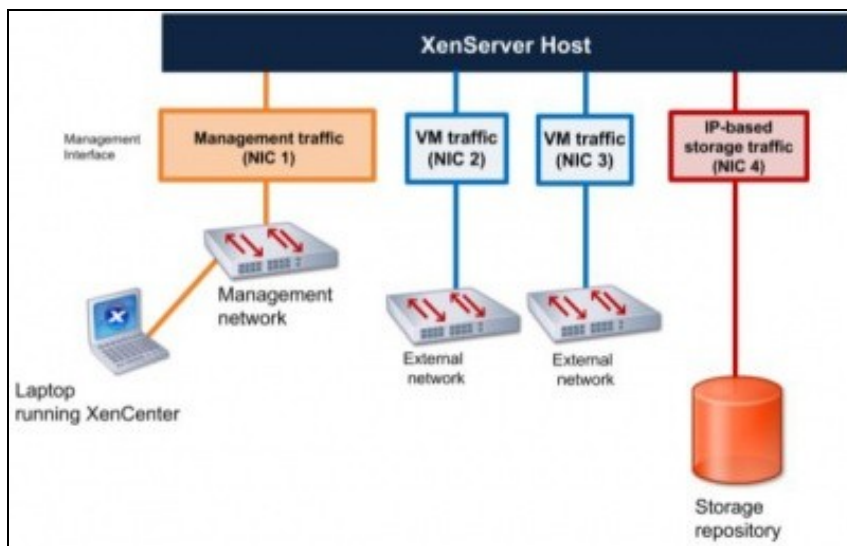 XenServer Host
Management
Interface
Management traffic
(NIC 1)
VM traffic
(NIC 2)
VM traffic
(NIC 3)
IP-based
storage traffic
(NIC 4)
Management
network
External
network
External
network
Laptop
running XenCenter
Storage
repository